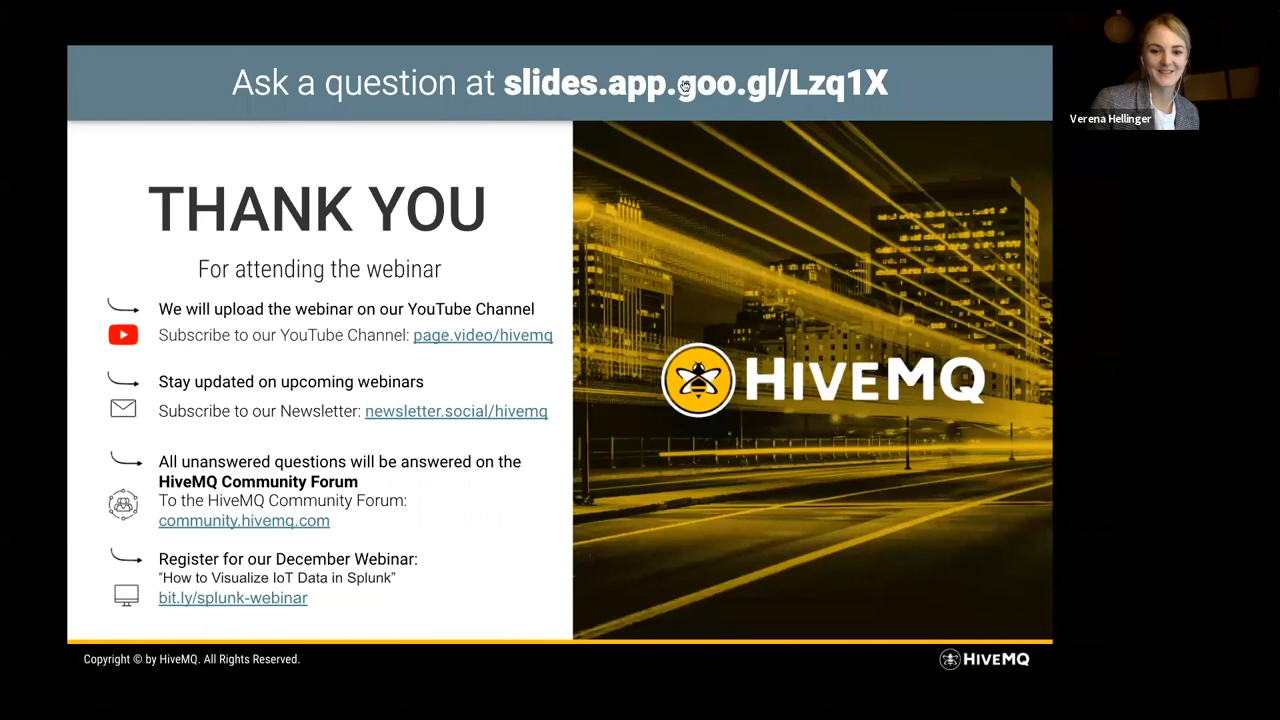 Ask a question at slides.app.goo.gl/Lzq1X
Verena Hellinger
THANK YOU
For attending the webinar
We will upload the webinar on our YouTube Channel
Subscribe to our YouTube Channel: page.video/hivemq
Stay updated on upcoming webinars
Subscribe to our Newsletter: newsletter.social/hivemq
All unanswered questions will be answered on the
HiveMQ Community Forum
To the HiveMQ Community Forum:
community.hivemq.com
Register for our December Webinar:
“How to Visualize IoT Data in Splunk”
bit.ly/splunk-webinar
HIVEMQ
Copyright © by HiveMQ. All Rights Reserved.
HIVEMQ